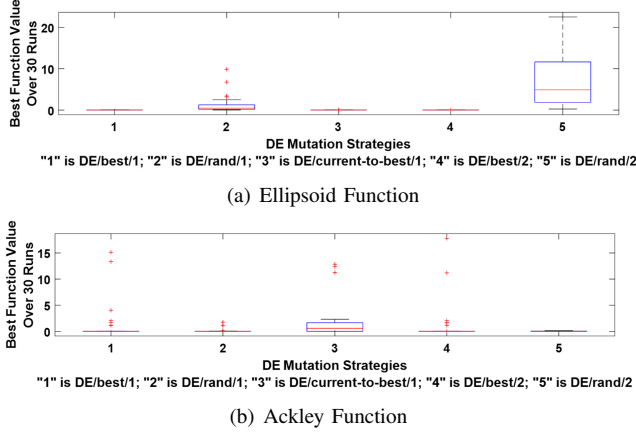 Best Function Value
Over 30 Runs
20
10
0
1 2 3 4 5
DE Mutation Strategies
"1" is DE/best/1; "2" is DE/rand/1; "3" is DE/current-to-best/1; "4" is DE/best/2; "5" is DE/rand/2
(a) Ellipsoid Function
Best Function Value
Over 30 Runs
15
10
5
0
1 2 3 4 5
DE Mutation Strategies
"1" is DE/best/1; "2" is DE/rand/1; "3" is DE/current-to-best/1; "4" is DE/best/2; "5" is DE/rand/2
(b) Ackley Function